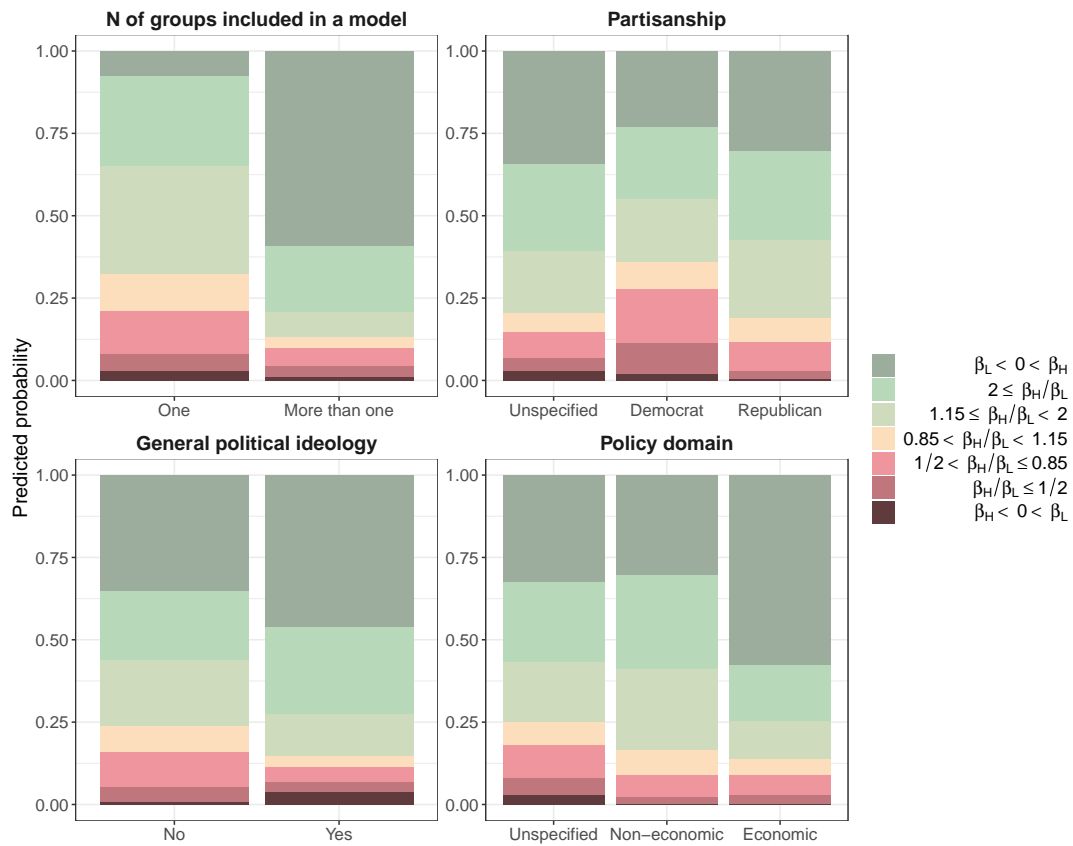 N of groups included in a model
Partisanship
1.00
0.75
0.50
0.25
0.00
One
More than one
1.00
0.75
0.50
0.25
0.00
Unspecified
Democrat
Republican
Predicted probability
General political ideology
Policy domain
1.00
0.75
0.50
0.25
0.00
No
Yes
1.00
0.75
0.50
0.25
0.00
Unspecified
Non−economic
Economic
β_L < 0 < β_H
2 ≤ β_H/β_L
1.15 ≤ β_H/β_L < 2
0.85 < β_H/β_L < 1.15
1/2 < β_H/β_L ≤ 0.85
β_H/β_L ≤ 1/2
β_H < 0 < β_L